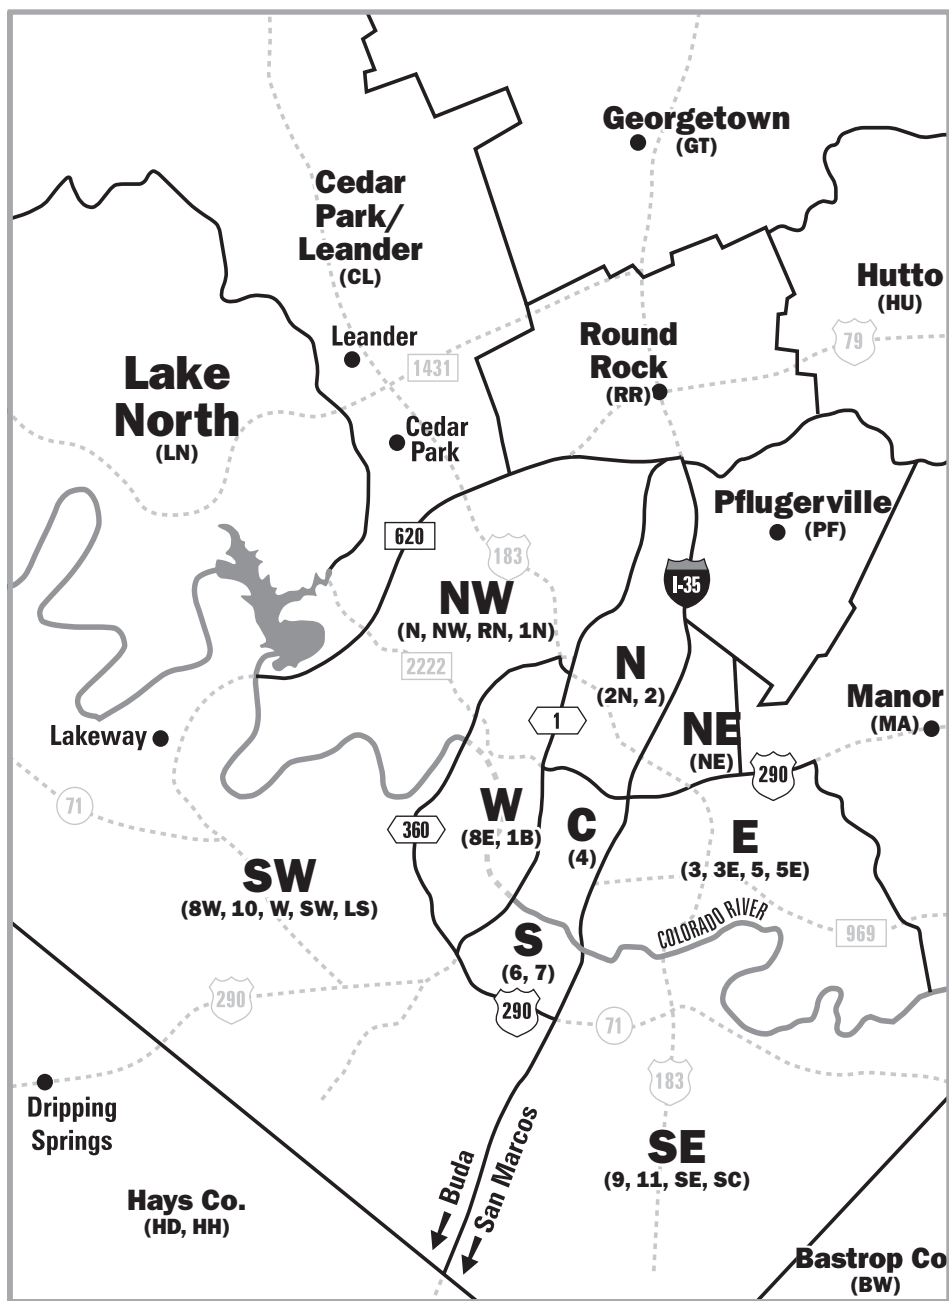 Georgetown
(GT)
Cedar
Park/
Leander
(CL)
Hutto
(HU)
Leander
1431
Round
Rock
(RR)
79
Lake
North
(LN)
Cedar
Park
Pflugerville
(PF)
620
183
I-35
NW
(N, NW, RN, 1N)
2222
N
(2N, 2)
Manor
(MA)
1
NE
(NE)
Lakeway
290
71
360
W
(8E, 1B)
C
(4)
E
(3, 3E, 5, 5E)
SW
(8W, 10, W, SW, LS)
COLORADO RIVER
969
S
(6, 7)
290
290
71
183
Dripping
Springs
SE
(9, 11, SE, SC)
Buda
San Marcos
Hays Co.
(HD, HH)
Bastrop Co
(BW)